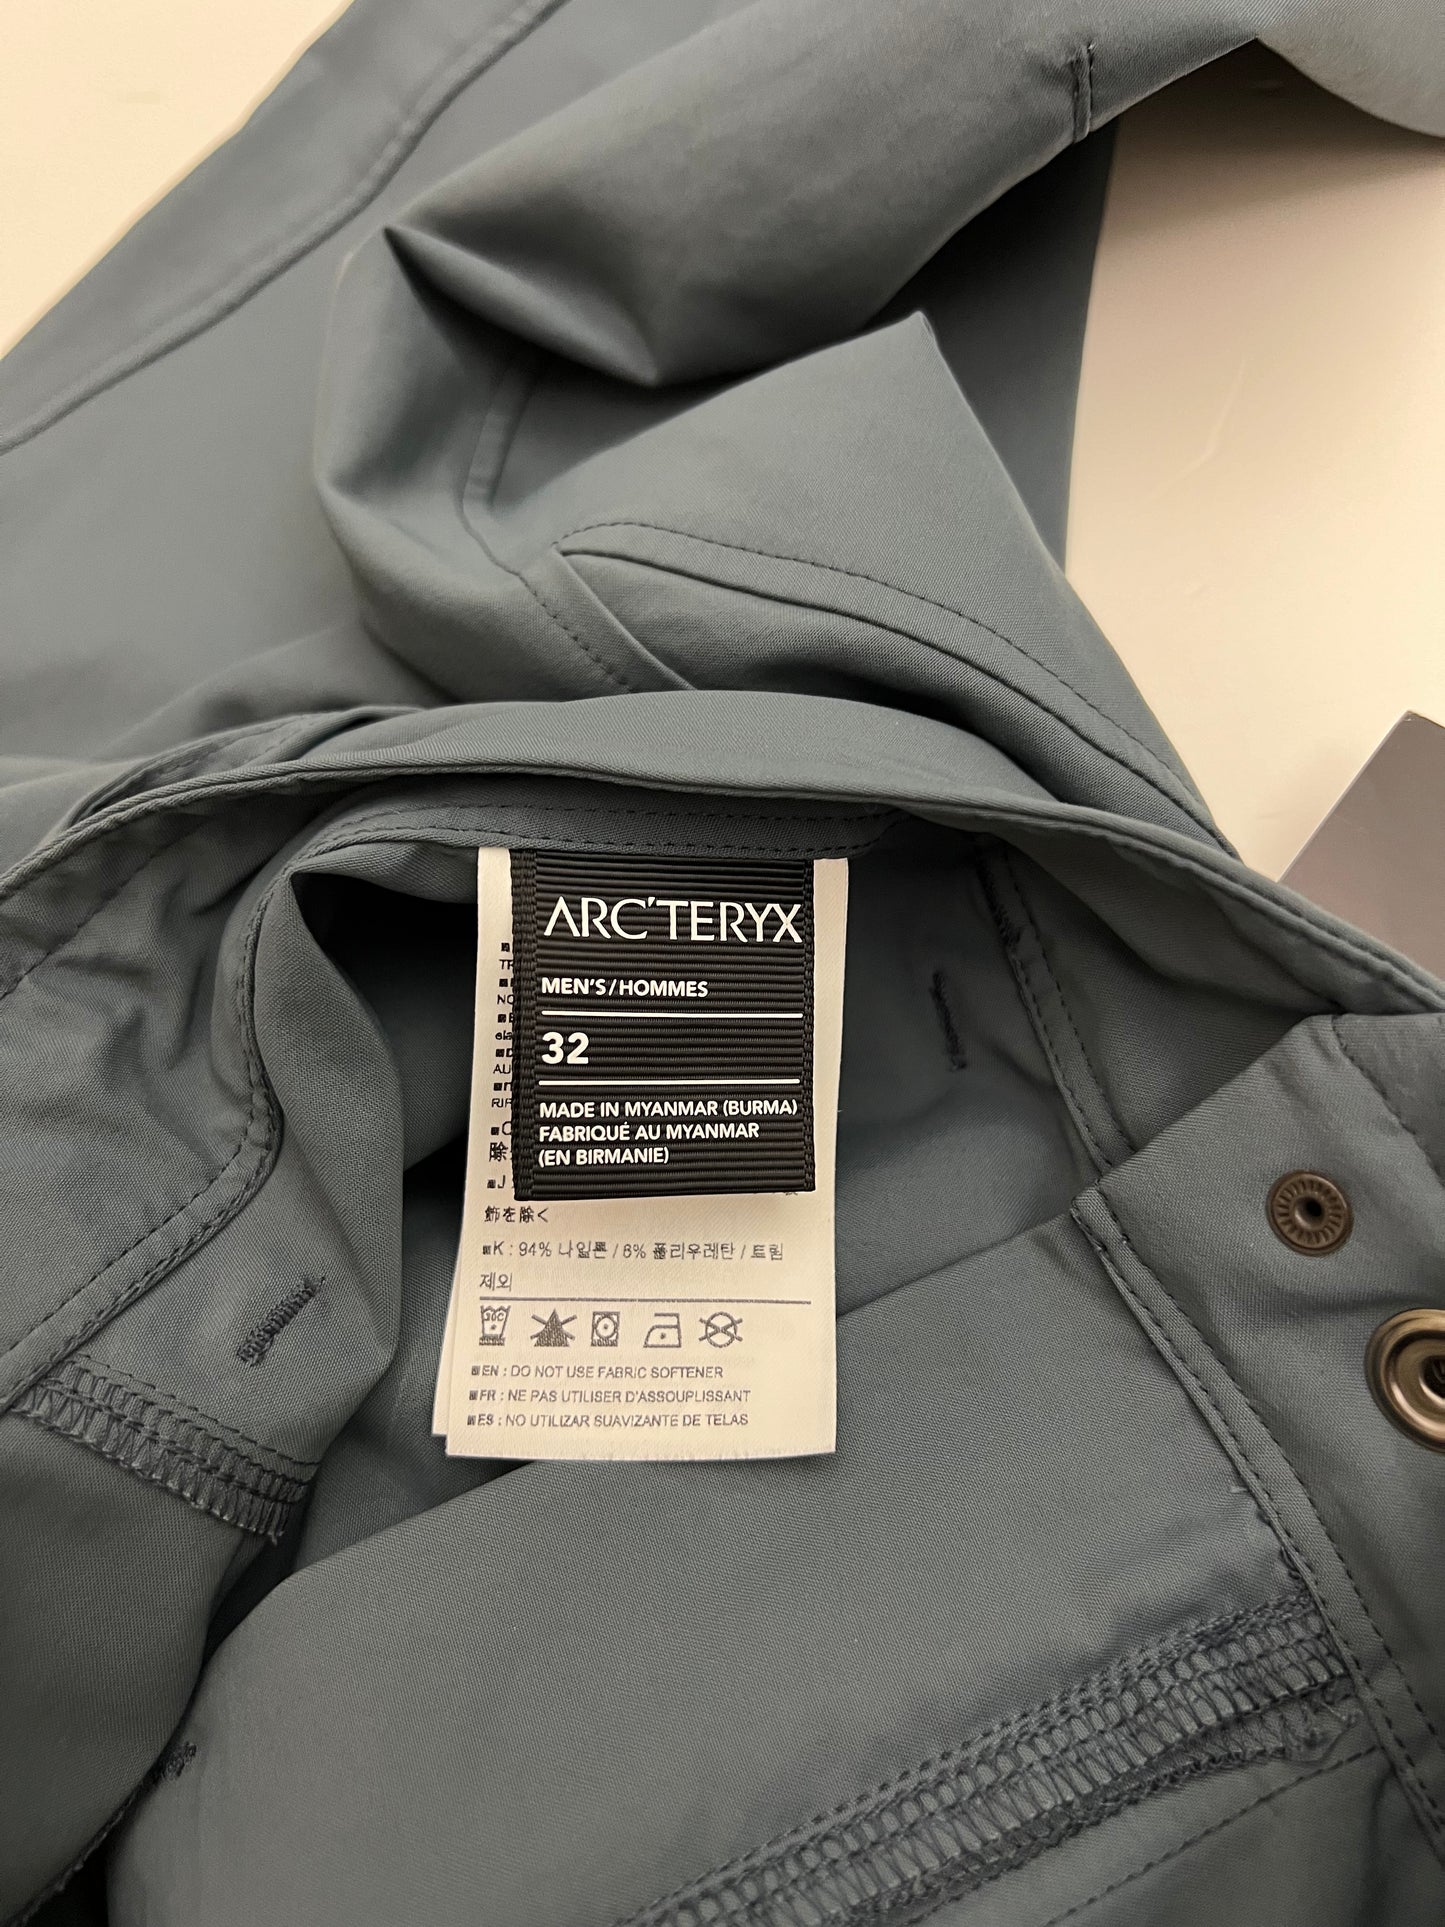 ARC'TERYX
MEN'S/HOMMES
32
MADE IN MYANMAR (BURMA)
FABRIQUÉ AU MYANMAR
(EN BIRMANIE)
飾を除く
■K : 94% 나일론 / 6% 폴리우레탄 / 트림
제외
30C
■EN : DO NOT USE FABRIC SOFTENER
■FR : NE PAS UTILISER D'ASSOUPLISSANT
■ES : NO UTILIZAR SUAVIZANTE DE TELAS